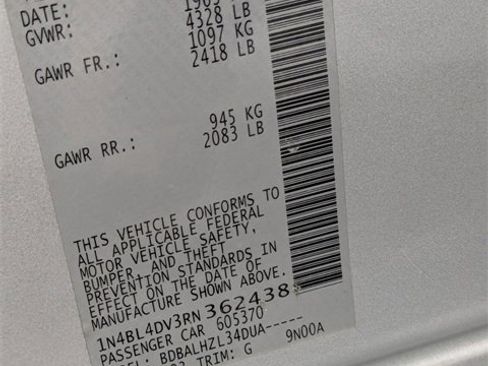 DATE:
4328 LB
GVWR:
1097 KG
GAWR FR.: 2418 LB
945 KG
GAWR RR.: 2083 LB
THIS VEHICLE CONFORMS TO
ALL APPLICABLE FEDERAL
MOTOR VEHICLE SAFETY,
BUMPER, AND THEFT
PREVENTION STANDARDS IN
EFFECT ON THE DATE OF
MANUFACTURE SHOWN ABOVE.
1N4BL4DV3RN362438
PASSENGER CAR 605370
BDBALHZL34DUA-----
TRIM: G 9N00A